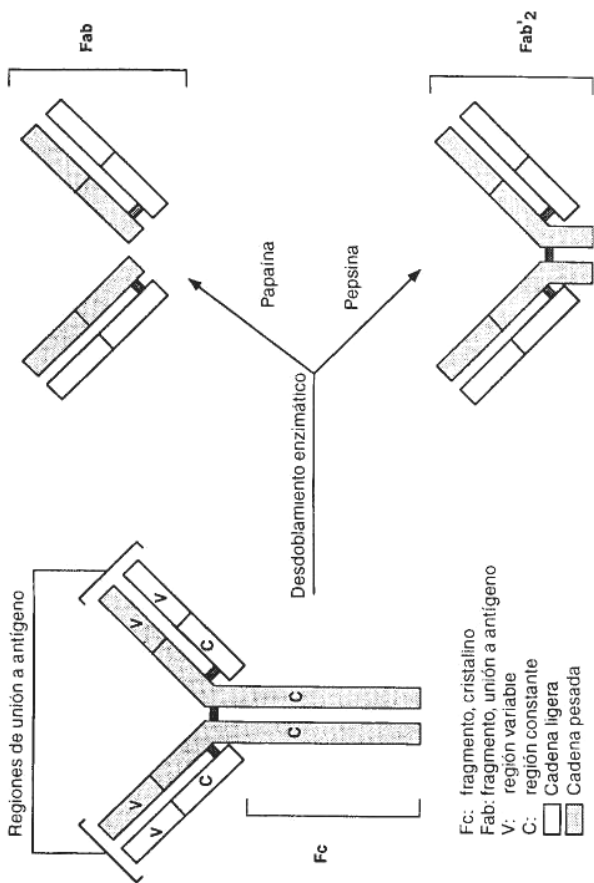 Regiones de unión a antígeno
V
V
V
V
C
C
C
C
Fc
Desdoblamiento enzimático
Papaína
Pepsina
Fab
Fab'2
Fc: fragmento, cristalino
Fab: fragmento, unión a antígeno
V: región variable
C: región constante
Cadena ligera
Cadena pesada